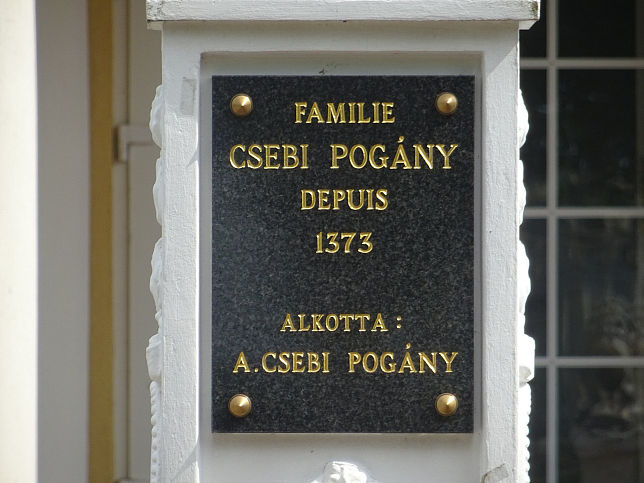 FAMILIE
CSEBI POGÁNY
DEPUIS
1373
ALKOTTA :
A. CSEBI POGÁNY